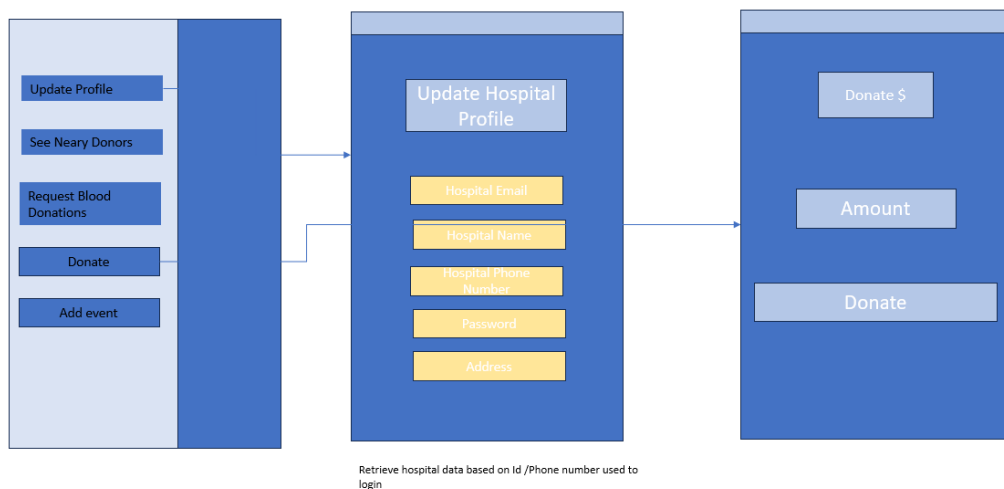 Update Profile
See Neary Donors
Request Blood
Donations
Donate
Add event
Update Hospital
Profile
Hospital Email
Hospital Name
Hospital Phone
Number
Password
Address
Retrieve hospital data based on Id /Phone number used to
login
Donate $
Amount
Donate